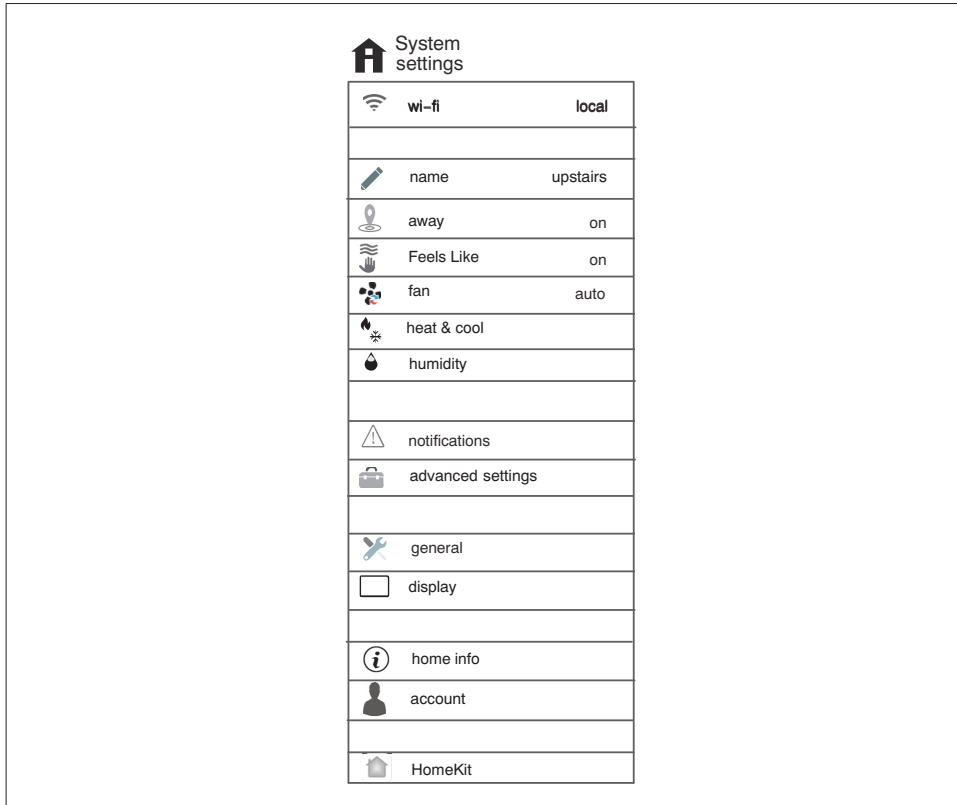 System
settings
wi-fi local
name upstairs
away on
Feels Like on
fan auto
heat & cool
humidity
notifications
advanced settings
general
display
home info
account
HomeKit